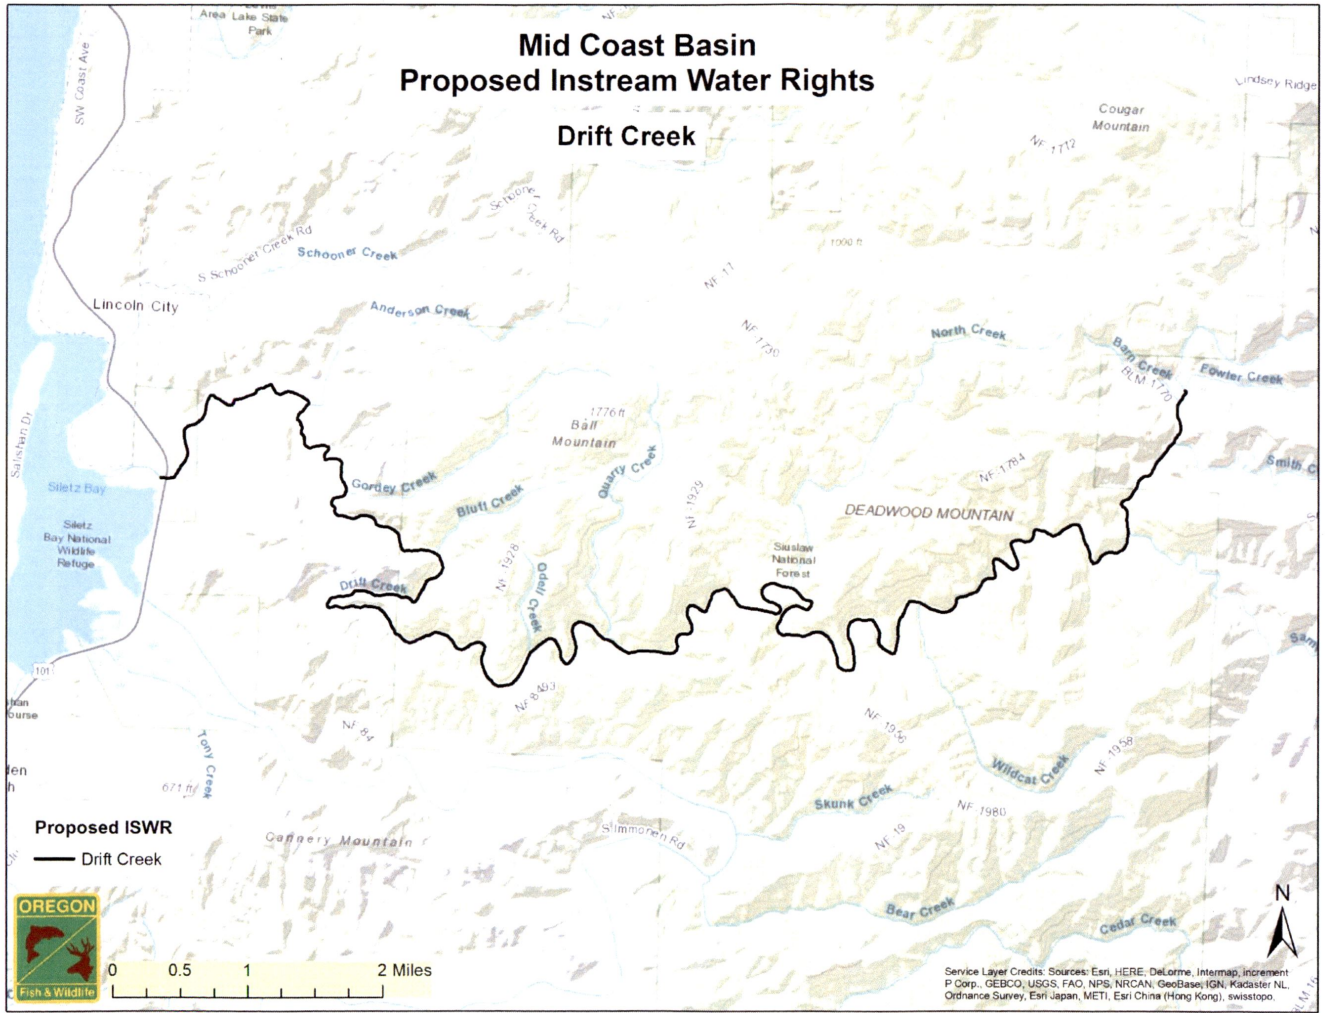 Area Lake State
Park
NF-
Mid Coast Basin
Proposed Instream Water Rights
Drift Creek
SW Coast Ave
Lindsey Ridge
Cougar
Mountain
NF-1712
Schooner
Creek Rd
S Schooner Creek Rd
Schooner Creek
1000 ft
NF-17
Lincoln City
Anderson Creek
NF-1790
North Creek
Barn Creek
BLM 1770
Fowler Creek
Salishan Dr
1776 ft
Ball
Mountain
Gordey Creek
Bluff Creek
Quarry Creek
NF-1929
NF-1784
Smith C
Siletz Bay
Siletz
Bay National
Wildlife
Refuge
DEADWOOD MOUNTAIN
Siuslaw
National
Forest
NF-1928
Odell Creek
Drift Creek
Sam
101
NF-8493
ourse
NF-84
NF-1956
NF-1958
Tony Creek
671 ft
Wildcat Creek
den
h
Skunk Creek
NF-1980
Proposed ISWR
Drift Creek
Cannery Mountain
S Immonen Rd
NF-19
OREGON
Fish & Wildlife
Bear Creek
Cedar Creek
N
0 0.5 1 2 Miles
Service Layer Credits: Sources: Esri, HERE, DeLorme, Intermap, increment
P Corp., GEBCO, USGS, FAO, NPS, NRCAN, GeoBase, IGN, Kadaster NL,
Ordnance Survey, Esri Japan, METI, Esri China (Hong Kong), swisstopo,